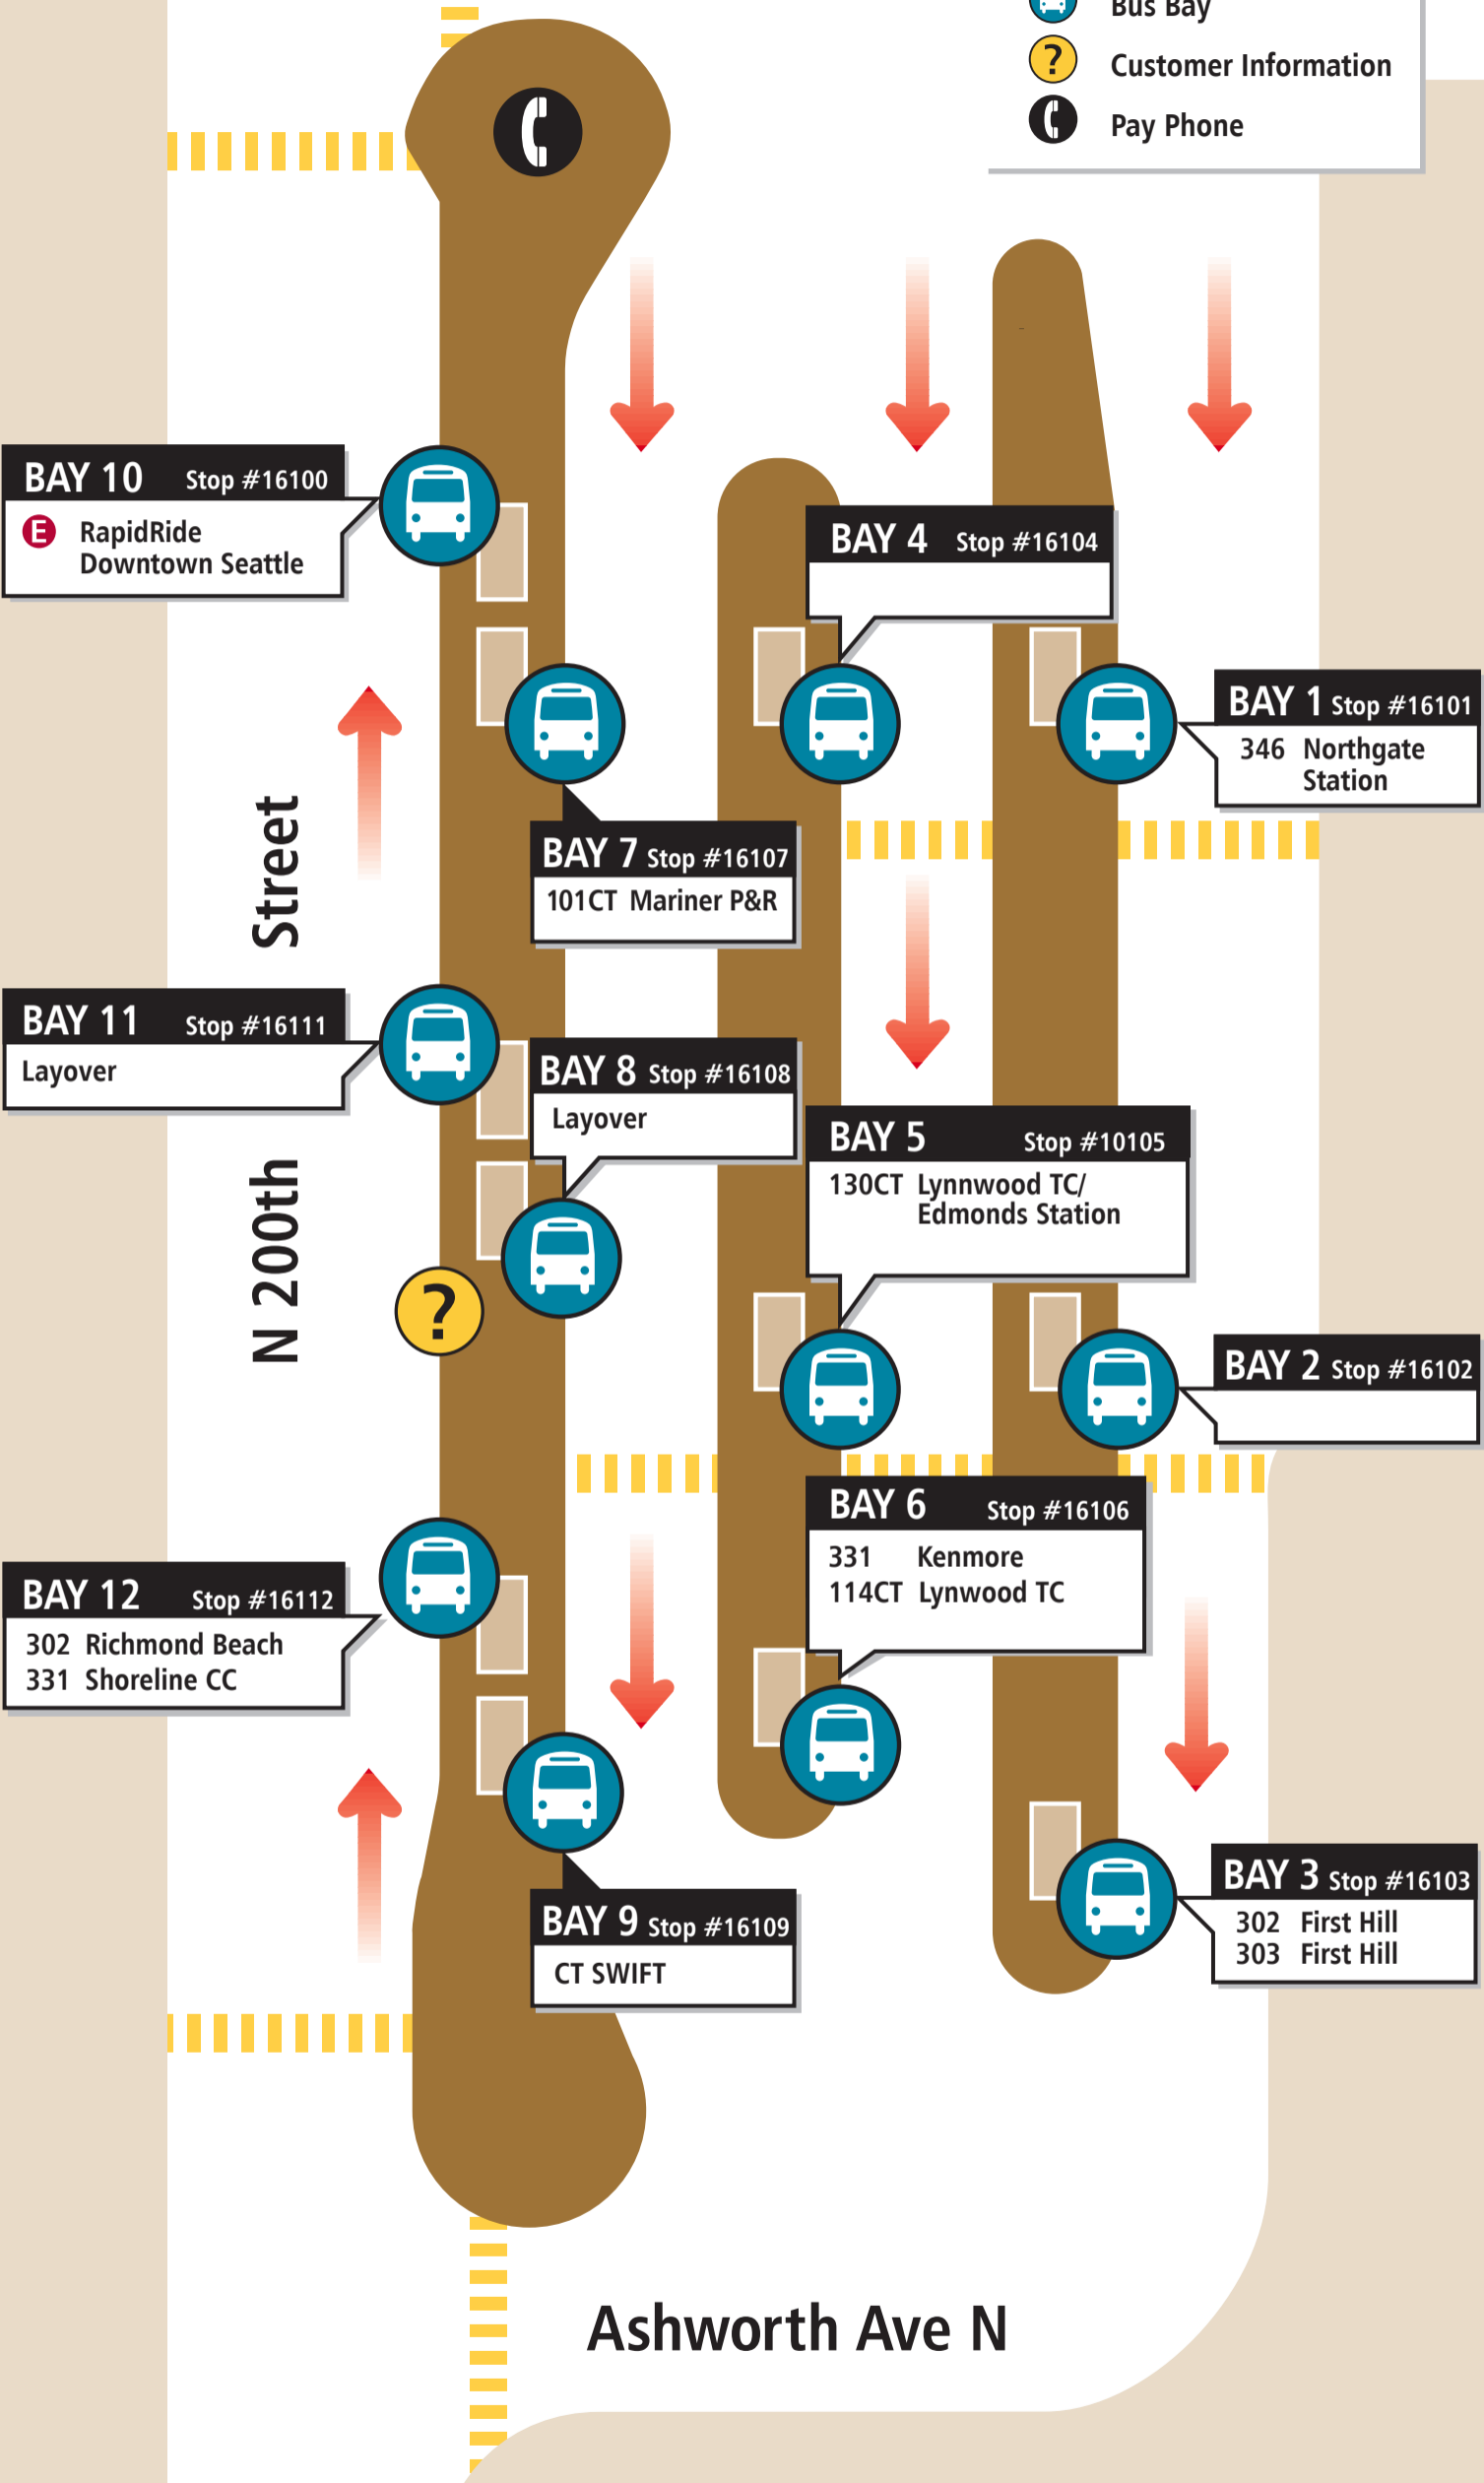 Bus Bay
?
Customer Information
Pay Phone
BAY 10 Stop #16100
E RapidRide
Downtown Seattle
BAY 4 Stop #16104
BAY 1 Stop #16101
346 Northgate
Station
BAY 7 Stop #16107
101CT Mariner P&R
N 200th Street
BAY 11 Stop #16111
Layover
BAY 8 Stop #16108
Layover
BAY 5 Stop #10105
130CT Lynnwood TC/
Edmonds Station
?
BAY 2 Stop #16102
BAY 6 Stop #16106
331 Kenmore
114CT Lynwood TC
BAY 12 Stop #16112
302 Richmond Beach
331 Shoreline CC
BAY 3 Stop #16103
302 First Hill
303 First Hill
BAY 9 Stop #16109
CT SWIFT
Ashworth Ave N